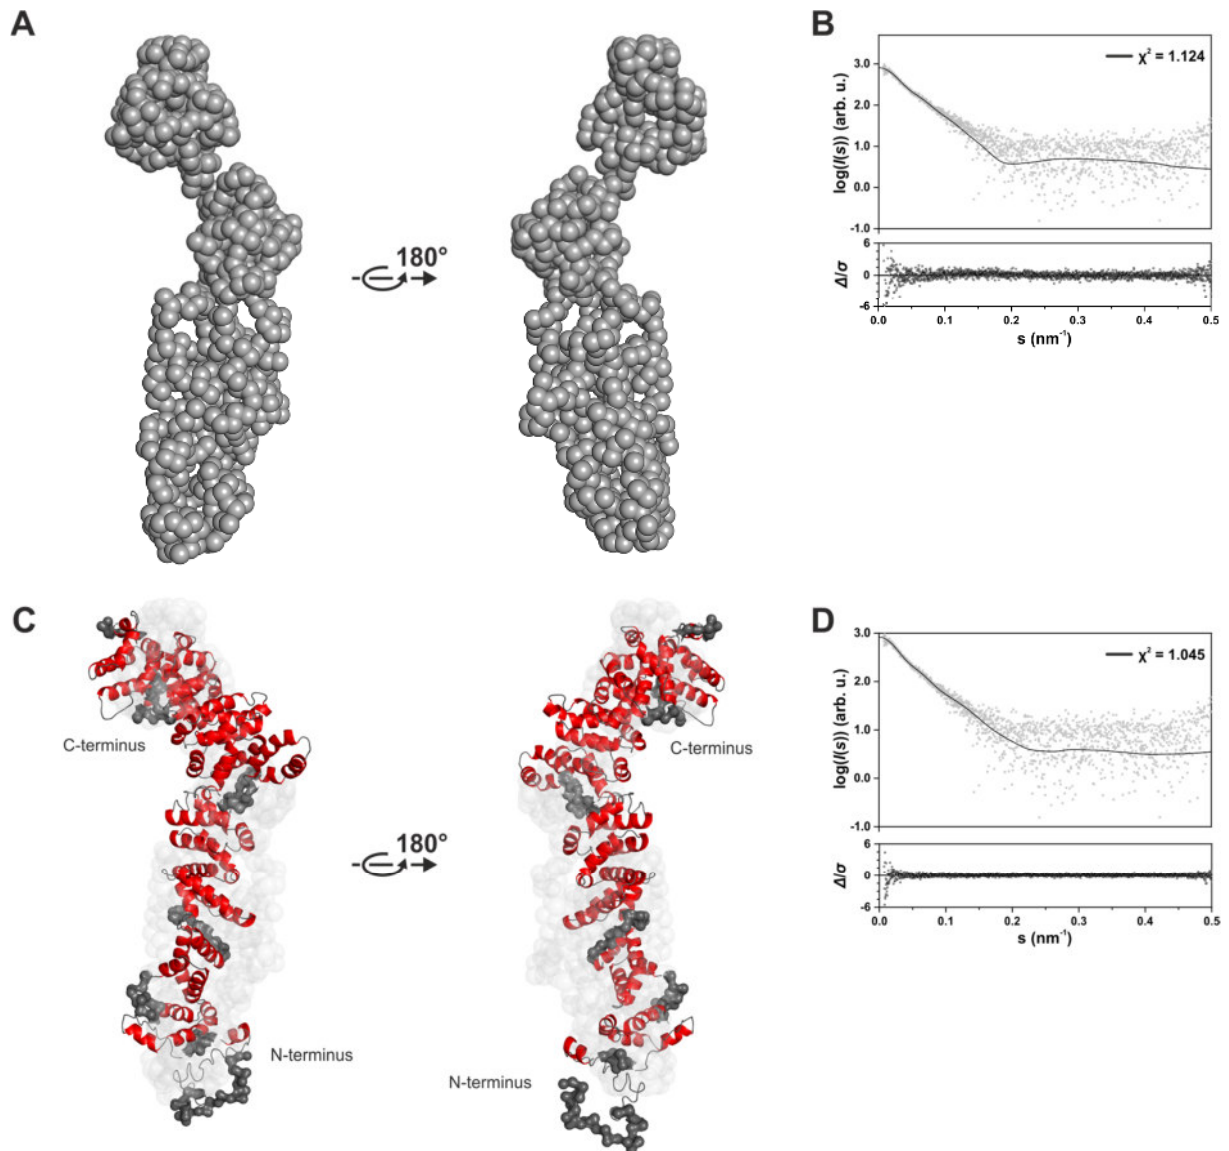 A
B
180°
χ² = 1.124
log(I(s)) (arb. u.)
3.0
2.0
1.0
0.0
-1.0
Δ/σ
6
0
-6
0.0 0.1 0.2 0.3 0.4 0.5
s (nm⁻¹)
C
D
C-terminus
C-terminus
180°
N-terminus
N-terminus
χ² = 1.045
log(I(s)) (arb. u.)
3.0
2.0
1.0
0.0
-1.0
Δ/σ
6
0
-6
0.0 0.1 0.2 0.3 0.4 0.5
s (nm⁻¹)